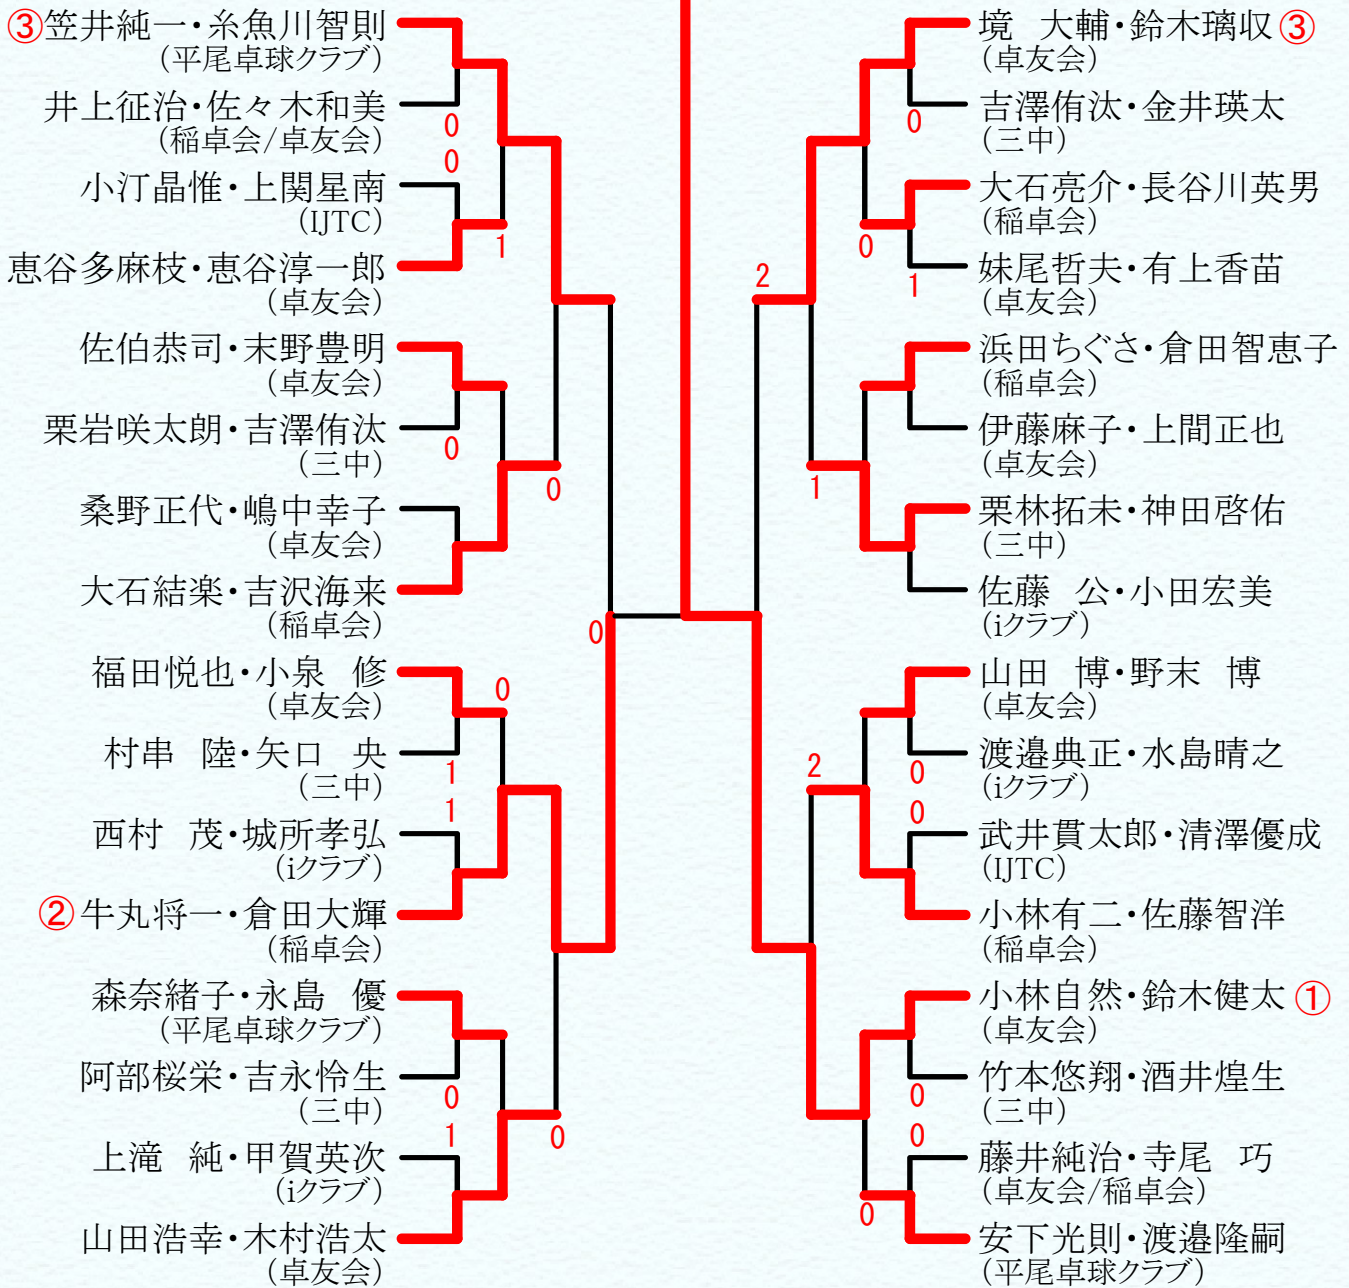 ③笠井純一・糸魚川智則
(平尾卓球クラブ)
井上征治・佐々木和美
(稲卓会/卓友会)
0
0
小汀晶惟・上関星南
(IJTC)
1
恵谷多麻枝・恵谷淳一郎
(卓友会)
佐伯恭司・末野豊明
(卓友会)
栗岩咲太朗・吉澤侑汰
(三中)
0
0
桑野正代・嶋中幸子
(卓友会)
大石結楽・吉沢海来
(稲卓会)
0
福田悦也・小泉 修
(卓友会)
0
村串 陸・矢口 央
(三中)
1
1
西村 茂・城所孝弘
(iクラブ)
②牛丸将一・倉田大輝
(稲卓会)
森奈緒子・永島 優
(平尾卓球クラブ)
阿部桜栄・吉永怜生
(三中)
0
1
0
上滝 純・甲賀英次
(iクラブ)
山田浩幸・木村浩太
(卓友会)
境 大輔・鈴木璃収③
(卓友会)
吉澤侑汰・金井瑛太
(三中)
0
大石亮介・長谷川英男
(稲卓会)
0
妹尾哲夫・有上香苗
(卓友会)
1
2
浜田ちぐさ・倉田智恵子
(稲卓会)
伊藤麻子・上間正也
(卓友会)
1
栗林拓未・神田啓佑
(三中)
佐藤 公・小田宏美
(iクラブ)
山田 博・野末 博
(卓友会)
渡邉典正・水島晴之
(iクラブ)
2
0
0
武井貫太郎・清澤優成
(IJTC)
小林有二・佐藤智洋
(稲卓会)
小林自然・鈴木健太①
(卓友会)
竹本悠翔・酒井煌生
(三中)
0
0
藤井純治・寺尾 巧
(卓友会/稲卓会)
0
安下光則・渡邉隆嗣
(平尾卓球クラブ)